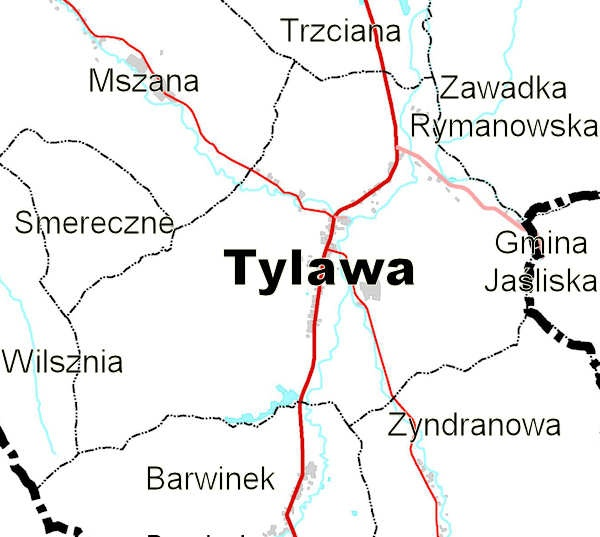 Trzciana
Mszana
Zawadka
Rymanowska
Smereczne
Gmina
Jaśliska
Tylawa
Wilsznia
Zyndranowa
Barwinek